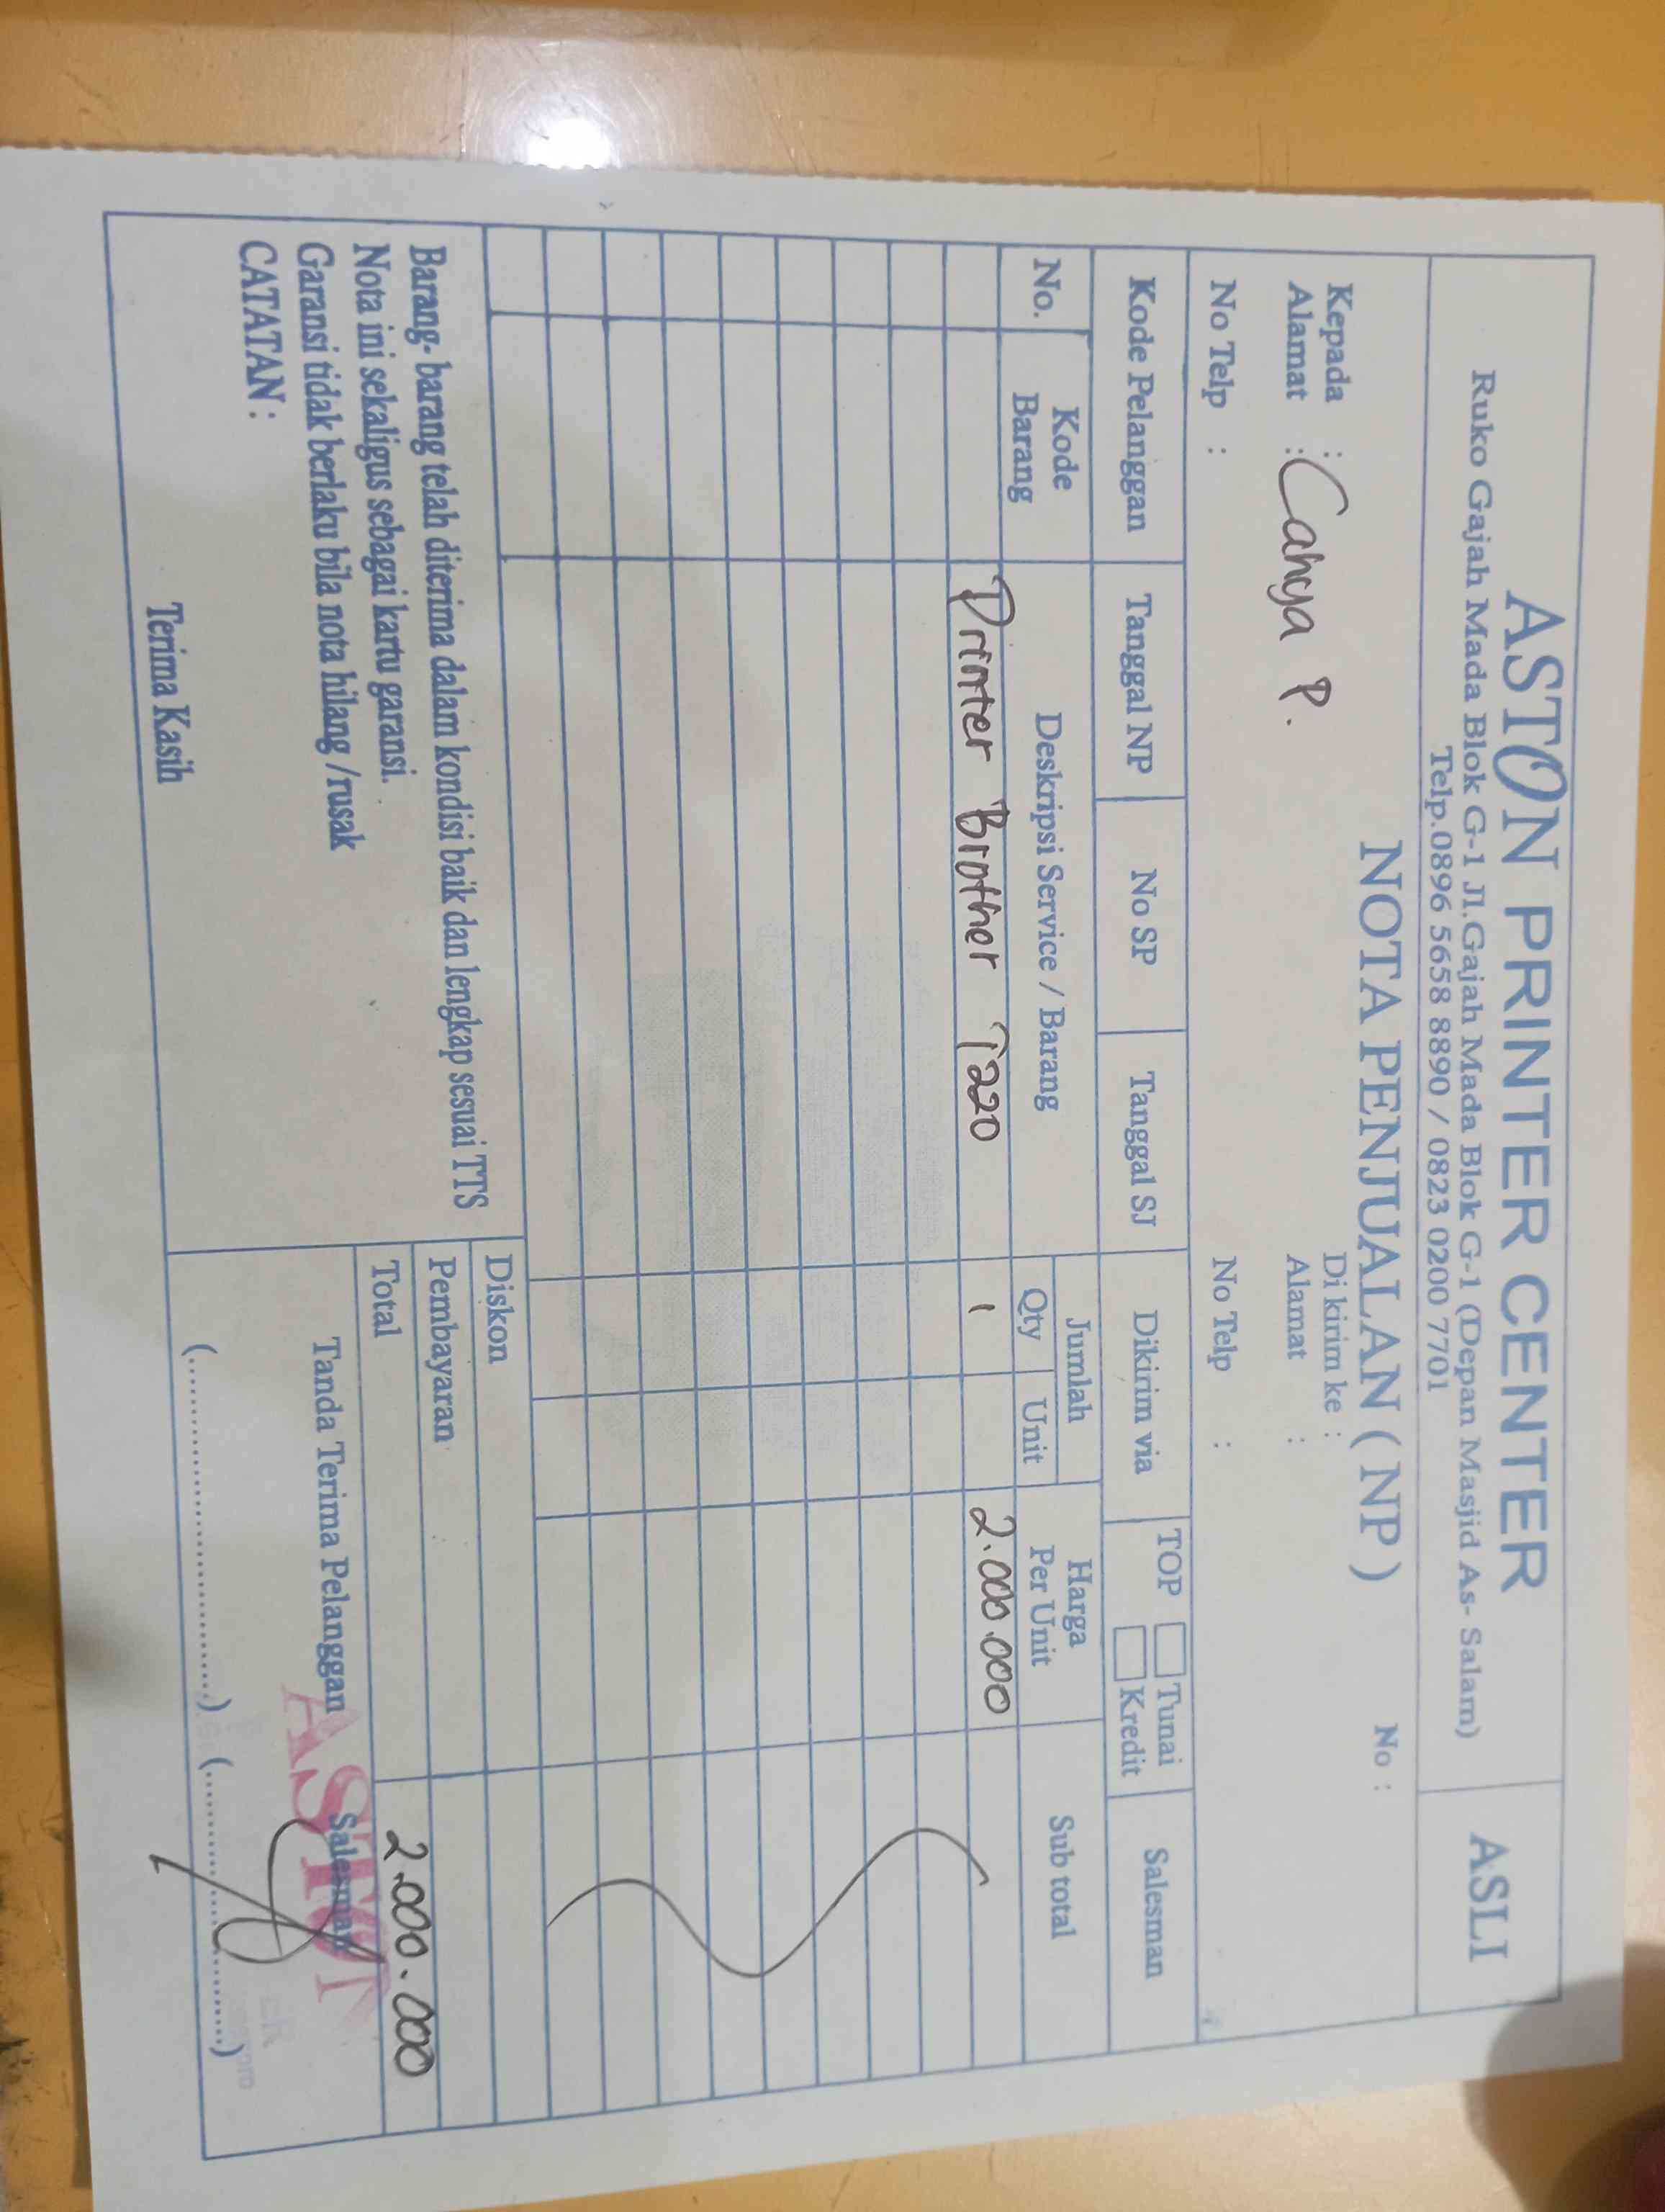 ASTON PRINTER CENTER
ASLI
Ruko Gajah Mada Blok G-1 Jl.Gajah Mada Blok G-1 (Depan Masjid As- Salam)
Telp.0896 5658 8890 / 0823 0200 7701
NOTA PENJUALAN ( NP )
No :
Kepada : Cahya P.
Di kirim ke :
Alamat :
Alamat :
No Telp :
No Telp :
Kode Pelanggan Tanggal NP No SP Tanggal SJ Dikirim via TOP Tunai Kredit Salesman
No. Kode Barang Deskripsi Service / Barang Jumlah Qty Unit Harga Per Unit Sub total
Printer Brother T220 1 2.000.000
Diskon
Barang- barang telah diterima dalam kondisi baik dan lengkap sesuai TTS
Pembayaran
Nota ini sekaligus sebagai kartu garansi.
Total 2.000.000
Garansi tidak berlaku bila nota hilang /rusak
Tanda Terima Pelanggan Salesman
CATATAN :
ASTON
Terima Kasih
(..............................) (..............................)